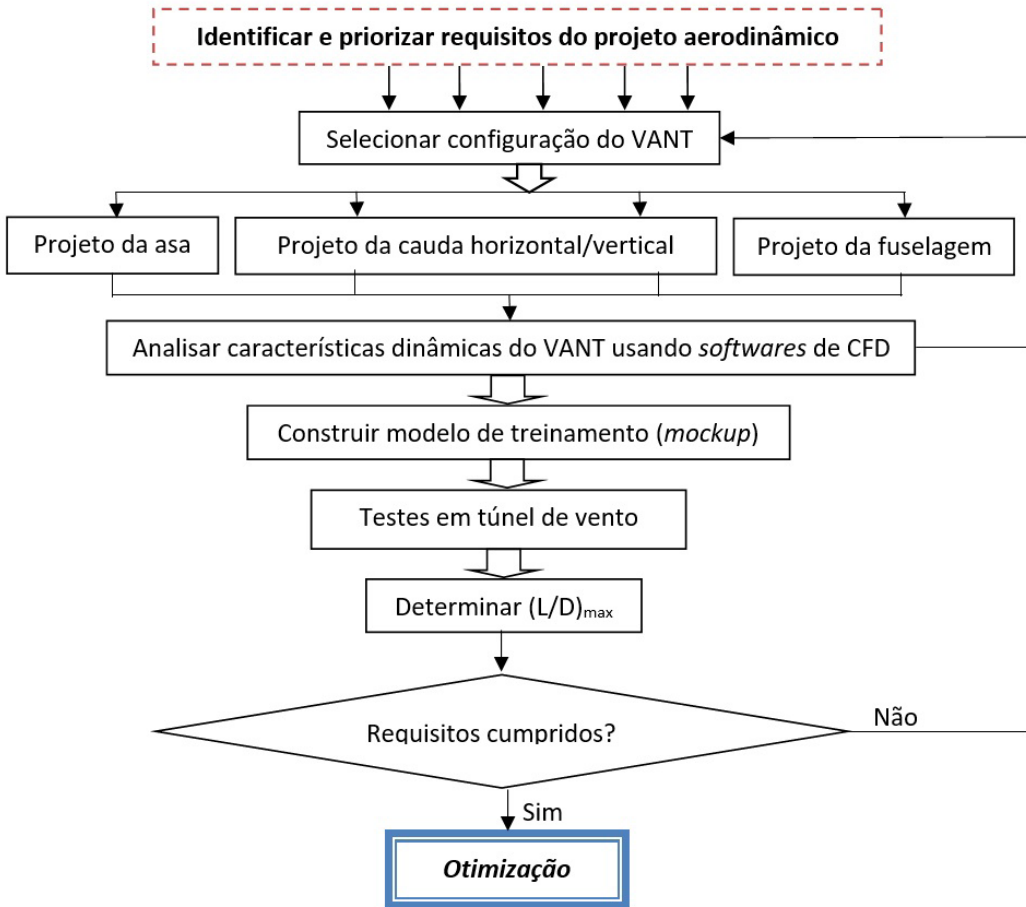 Identificar e priorizar requisitos do projeto aerodinâmico
Selecionar configuração do VANT
Projeto da asa
Projeto da cauda horizontal/vertical
Projeto da fuselagem
Analisar características dinâmicas do VANT usando softwares de CFD
Construir modelo de treinamento (mockup)
Testes em túnel de vento
Determinar (L/D)max
Requisitos cumpridos?
Não
Sim
Otimização